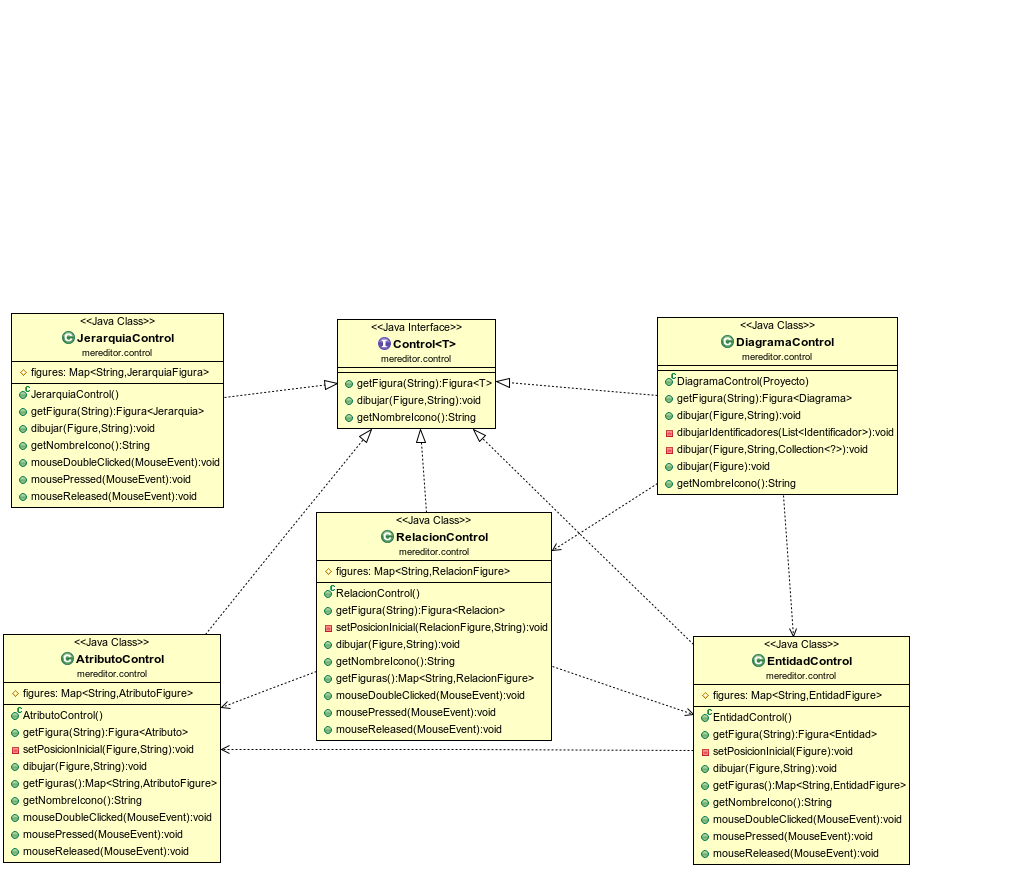 <<Java Class>>
JerarquiaControl
mereditor.control
figures: Map<String,JerarquiaFigura>
JerarquiaControl()
getFigura(String):Figura<Jerarquia>
dibujar(Figure,String):void
getNombreIcono():String
mouseDoubleClicked(MouseEvent):void
mousePressed(MouseEvent):void
mouseReleased(MouseEvent):void
<<Java Interface>>
Control<T>
mereditor.control
getFigura(String):Figura<T>
dibujar(Figure,String):void
getNombreIcono():String
<<Java Class>>
DiagramaControl
mereditor.control
DiagramaControl(Proyecto)
getFigura(String):Figura<Diagrama>
dibujar(Figure,String):void
dibujarIdentificadores(List<Identificador>):void
dibujar(Figure,String,Collection<?>):void
dibujar(Figure):void
getNombreIcono():String
<<Java Class>>
RelacionControl
mereditor.control
figures: Map<String,RelacionFigure>
RelacionControl()
getFigura(String):Figura<Relacion>
setPosicionInicial(RelacionFigure,String):void
dibujar(Figure,String):void
getNombreIcono():String
getFiguras():Map<String,RelacionFigure>
mouseDoubleClicked(MouseEvent):void
mousePressed(MouseEvent):void
mouseReleased(MouseEvent):void
<<Java Class>>
AtributoControl
mereditor.control
figures: Map<String,AtributoFigure>
AtributoControl()
getFigura(String):Figura<Atributo>
setPosicionInicial(Figure,String):void
dibujar(Figure,String):void
getFiguras():Map<String,AtributoFigure>
getNombreIcono():String
mouseDoubleClicked(MouseEvent):void
mousePressed(MouseEvent):void
mouseReleased(MouseEvent):void
<<Java Class>>
EntidadControl
mereditor.control
figures: Map<String,EntidadFigure>
EntidadControl()
getFigura(String):Figura<Entidad>
setPosicionInicial(Figure):void
dibujar(Figure,String):void
getFiguras():Map<String,EntidadFigure>
getNombreIcono():String
mouseDoubleClicked(MouseEvent):void
mousePressed(MouseEvent):void
mouseReleased(MouseEvent):void